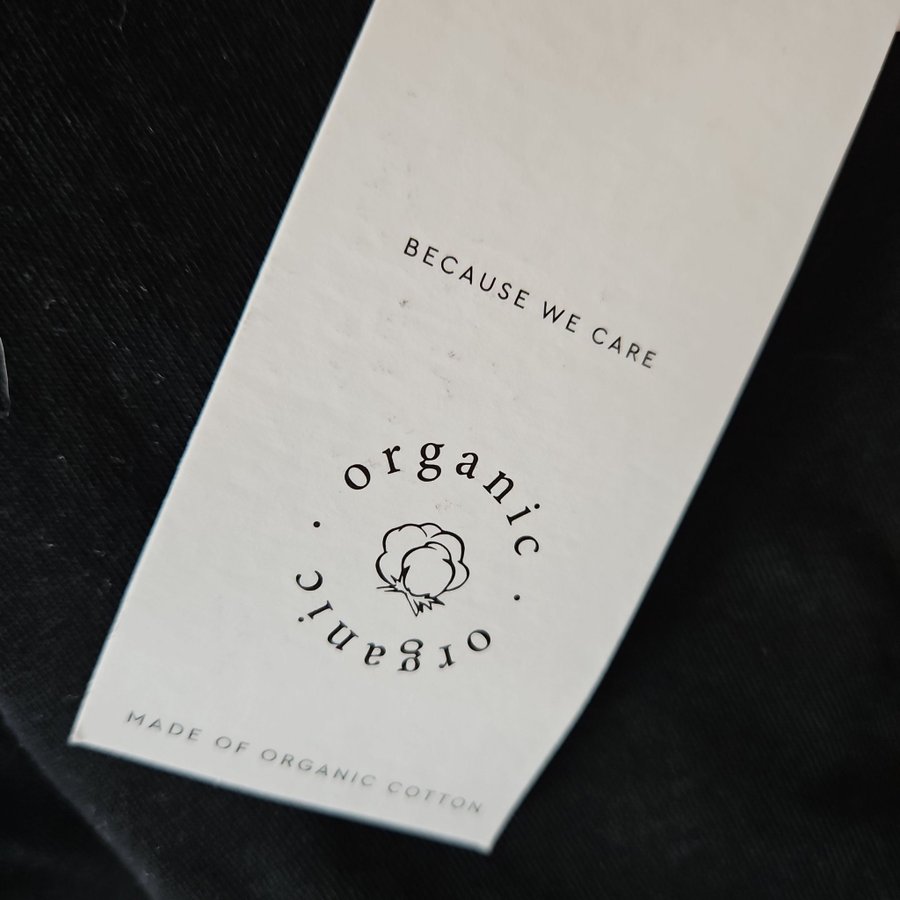 BECAUSE WE CARE
organic · organic ·
MADE OF ORGANIC COTTON